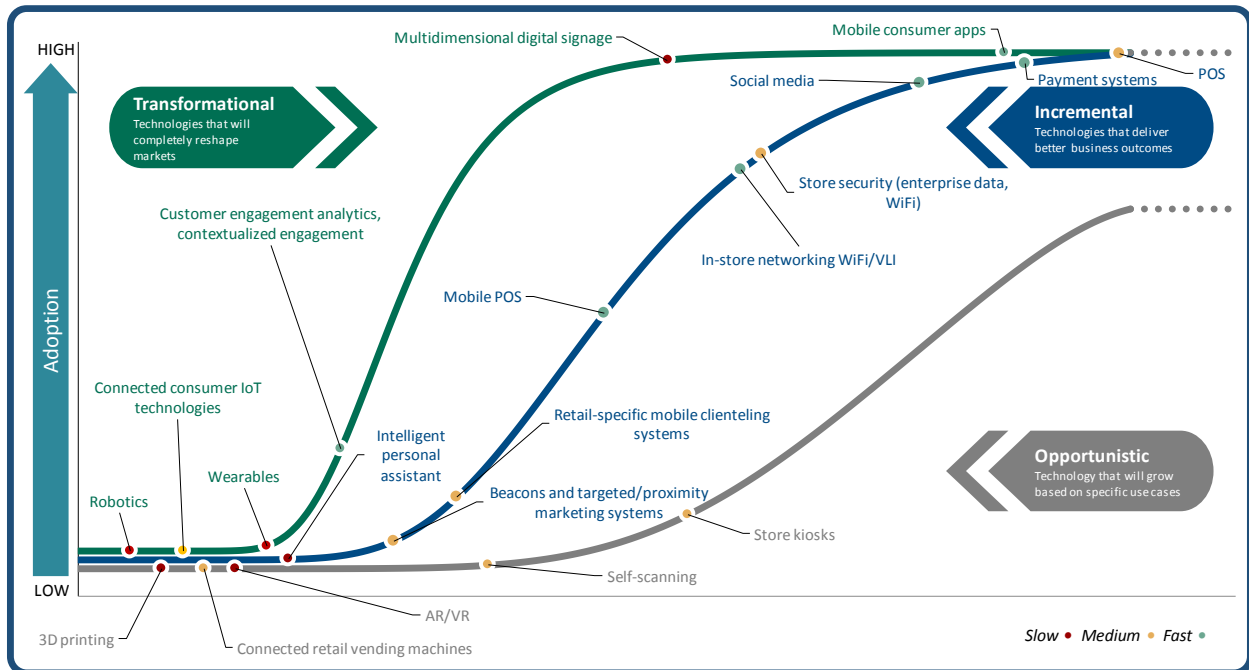 HIGH
Multidimensional digital signage
Mobile consumer apps
Social media
Payment systems
POS
Transformational
Technologies that will
completely reshape
markets
Incremental
Technologies that deliver
better business outcomes
Store security (enterprise data,
WiFi)
Customer engagement analytics,
contextualized engagement
In-store networking WiFi/VLI
Mobile POS
Adoption
Connected consumer IoT
technologies
Retail-specific mobile clienteling
systems
Intelligent
personal
assistant
Opportunistic
Technology that will grow
based on specific use cases
Wearables
Robotics
Beacons and targeted/proximity
marketing systems
Store kiosks
Self-scanning
LOW
AR/VR
3D printing
Connected retail vending machines
Slow Medium Fast